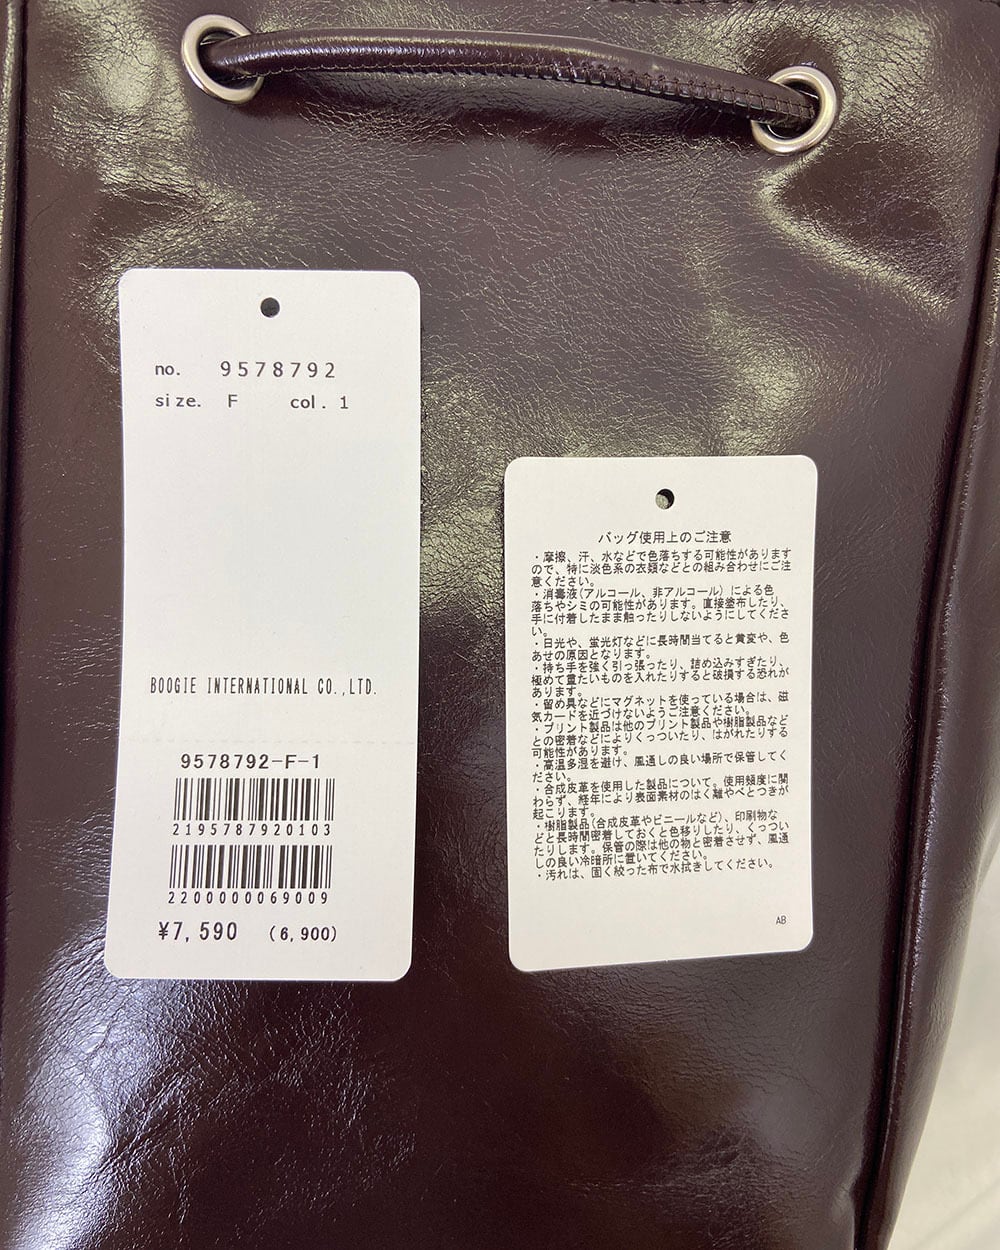 no. 9578792
size. F col. 1
BOOGIE INTERNATIONAL CO.,LTD.
9578792-F-1
2195787920103
2200000069009
¥7,590 (6,900)
バッグ使用上のご注意
・摩擦、汗、水などで色落ちする可能性があります
ので、特に淡色系の衣類などとの組み合わせにご注
意ください。
・消毒液(アルコール、非アルコール)による色
落ちやシミの可能性があります。直接塗布したり、
手に付着したまま触ったりしないようにしてくださ
い。
・日光や、蛍光灯などに長時間当てると黄変や、色
あせの原因となります。
・持ち手を強く引っ張ったり、詰め込みすぎたり、
極めて重たいものを入れたりすると破損する恐れが
あります。
・留め具などにマグネットを使っている場合は、磁
気カードを近づけないようご注意ください。
・プリント製品は他のプリント製品や樹脂製品など
との密着などによりくっついたり、はがれたりする
可能性があります。
・高温多湿を避け、風通しの良い場所で保管してく
ださい。
・合成皮革を使用した製品について。使用頻度に関
わらず、経年により表面素材のはく離やべとつきが
起こります。
・樹脂製品(合成皮革やビニールなど)、印刷物な
どと長時間密着しておくと色移りしたり、くっつい
たりします。保管の際は他の物と密着させず、風通
しの良い冷暗所に置いてください。
・汚れは、固く絞った布で水拭きしてください。
AB